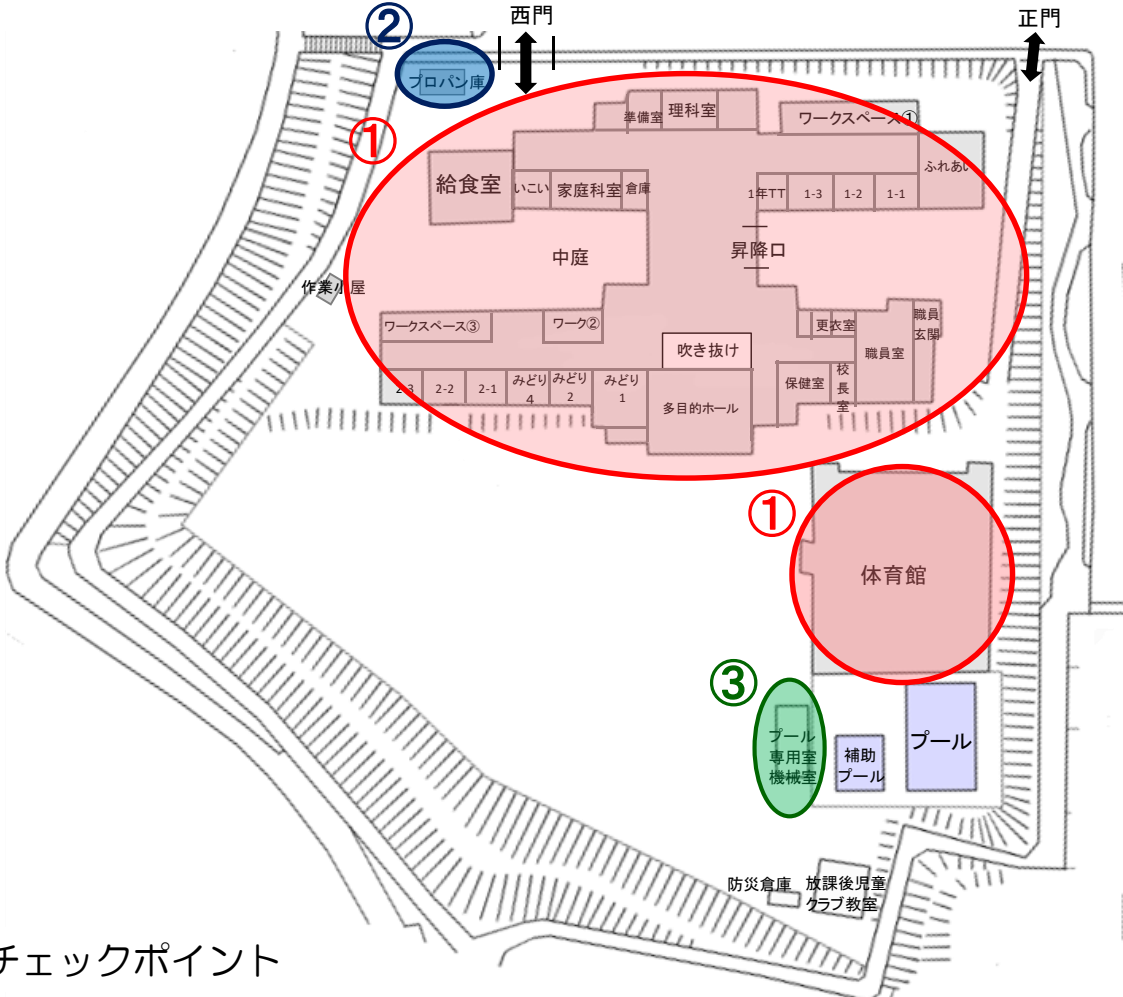 ②
西門
正門
プロパン庫
①
準備室
理科室
ワークスペース①
ふれあい
給食室
いこい
家庭科室
倉庫
1年TT
1-3
1-2
1-1
中庭
昇降口
作業小屋
ワークスペース③
ワーク②
吹き抜け
更衣室
職員
玄関
職員室
2-3
2-2
2-1
みどり
4
みどり
2
みどり
1
多目的ホール
保健室
校
長
室
①
体育館
③
プール
専用室
機械室
補助
プール
プール
防災倉庫
放課後児童
クラブ教室
チェックポイント